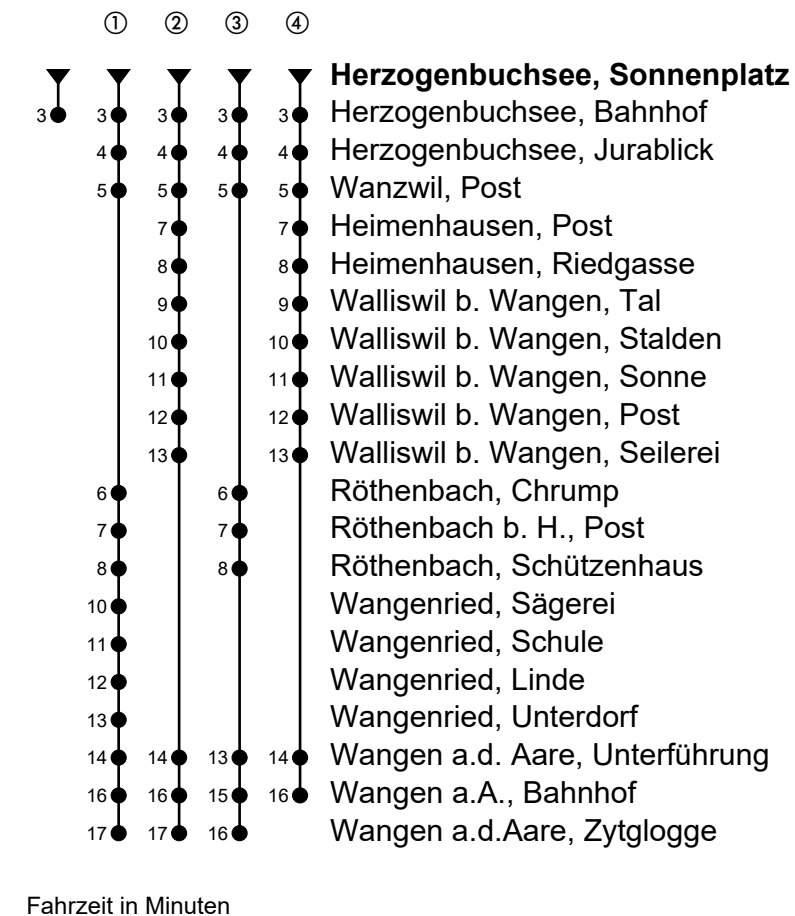 ① ② ③ ④
Herzogenbuchsee, Sonnenplatz
3 3 3 3 3 Herzogenbuchsee, Bahnhof
4 4 4 4 Herzogenbuchsee, Jurablick
5 5 5 5 Wanzwil, Post
7 7 Heimenhausen, Post
8 8 Heimenhausen, Riedgasse
9 9 Walliswil b. Wangen, Tal
10 10 Walliswil b. Wangen, Stalden
11 11 Walliswil b. Wangen, Sonne
12 12 Walliswil b. Wangen, Post
13 13 Walliswil b. Wangen, Seilerei
6 6 Röthenbach, Chrump
7 7 Röthenbach b. H., Post
8 8 Röthenbach, Schützenhaus
10 Wangenried, Sägerei
11 Wangenried, Schule
12 Wangenried, Linde
13 Wangenried, Unterdorf
14 14 13 14 Wangen a.d. Aare, Unterführung
16 16 15 16 Wangen a.A., Bahnhof
17 17 16 Wangen a.d.Aare, Zytglogge
Fahrzeit in Minuten